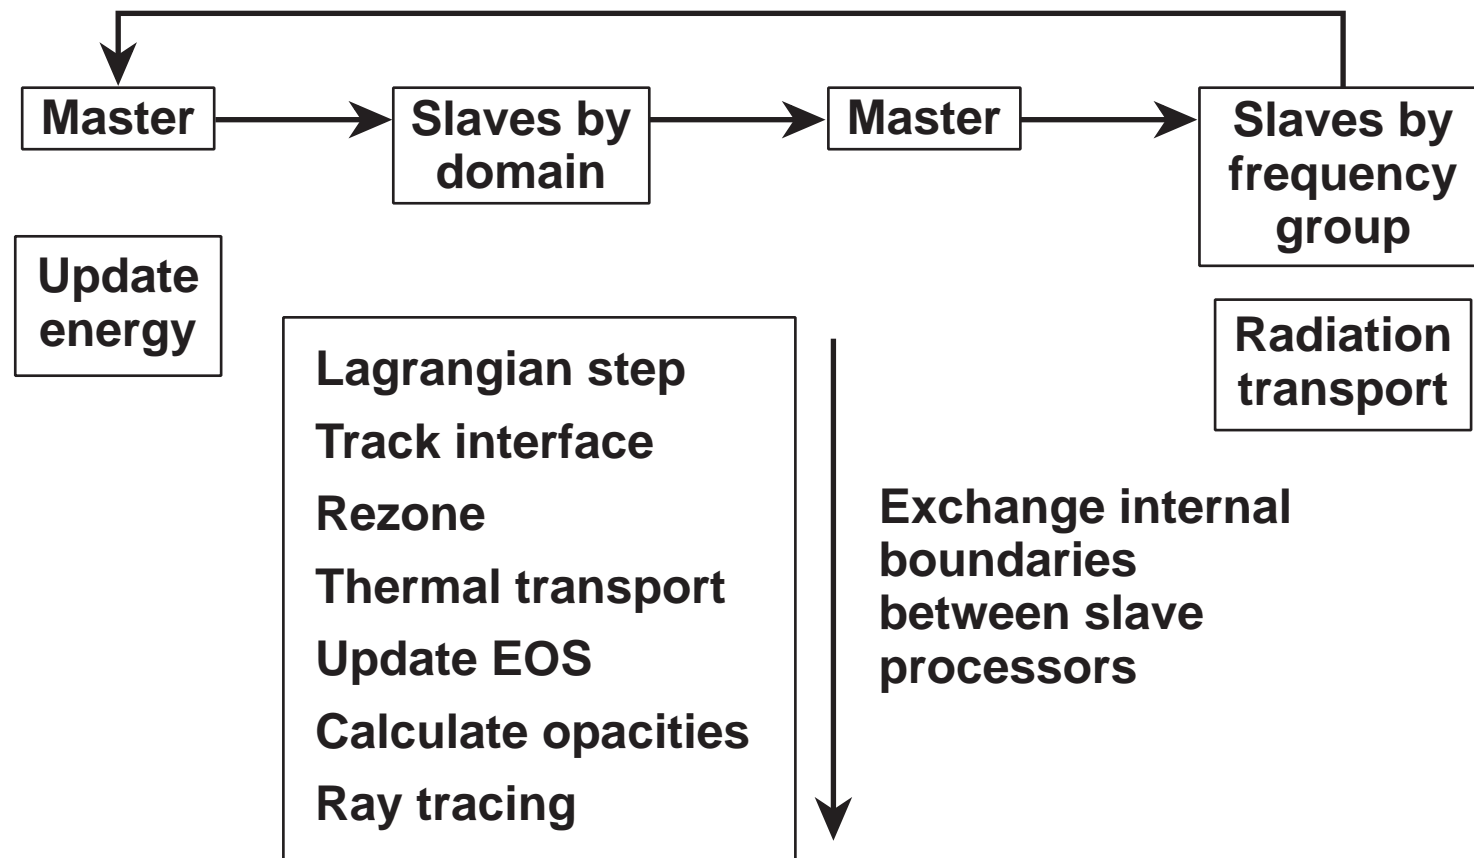 Master
Slaves by
domain
Master
Slaves by
frequency
group
Update
energy
Lagrangian step
Track interface
Rezone
Thermal transport
Update EOS
Calculate opacities
Ray tracing
Exchange internal
boundaries
between slave
processors
Radiation
transport